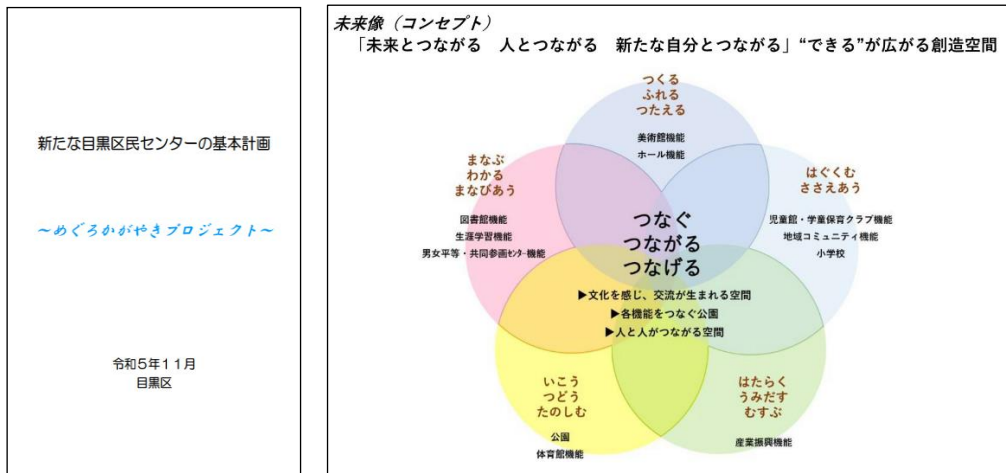 新たな目黒区民センターの基本計画
～めぐろかがやきプロジェクト～
令和5年11月
目黒区
未来像（コンセプト）
「未来とつながる　人とつながる　新たな自分とつながる」“できる”が広がる創造空間
つくる
ふれる
つたえる
美術館機能
ホール機能
まなぶ
わかる
まなびあう
図書館機能
生涯学習機能
男女平等・共同参画ｾﾝﾀｰ機能
はぐくむ
ささえあう
児童館・学童保育クラブ機能
地域コミュニティ機能
小学校
つなぐ
つながる
つなげる
▶文化を感じ、交流が生まれる空間
▶各機能をつなぐ公園
▶人と人がつながる空間
いこう
つどう
たのしむ
公園
体育館機能
はたらく
うみだす
むすぶ
産業振興機能